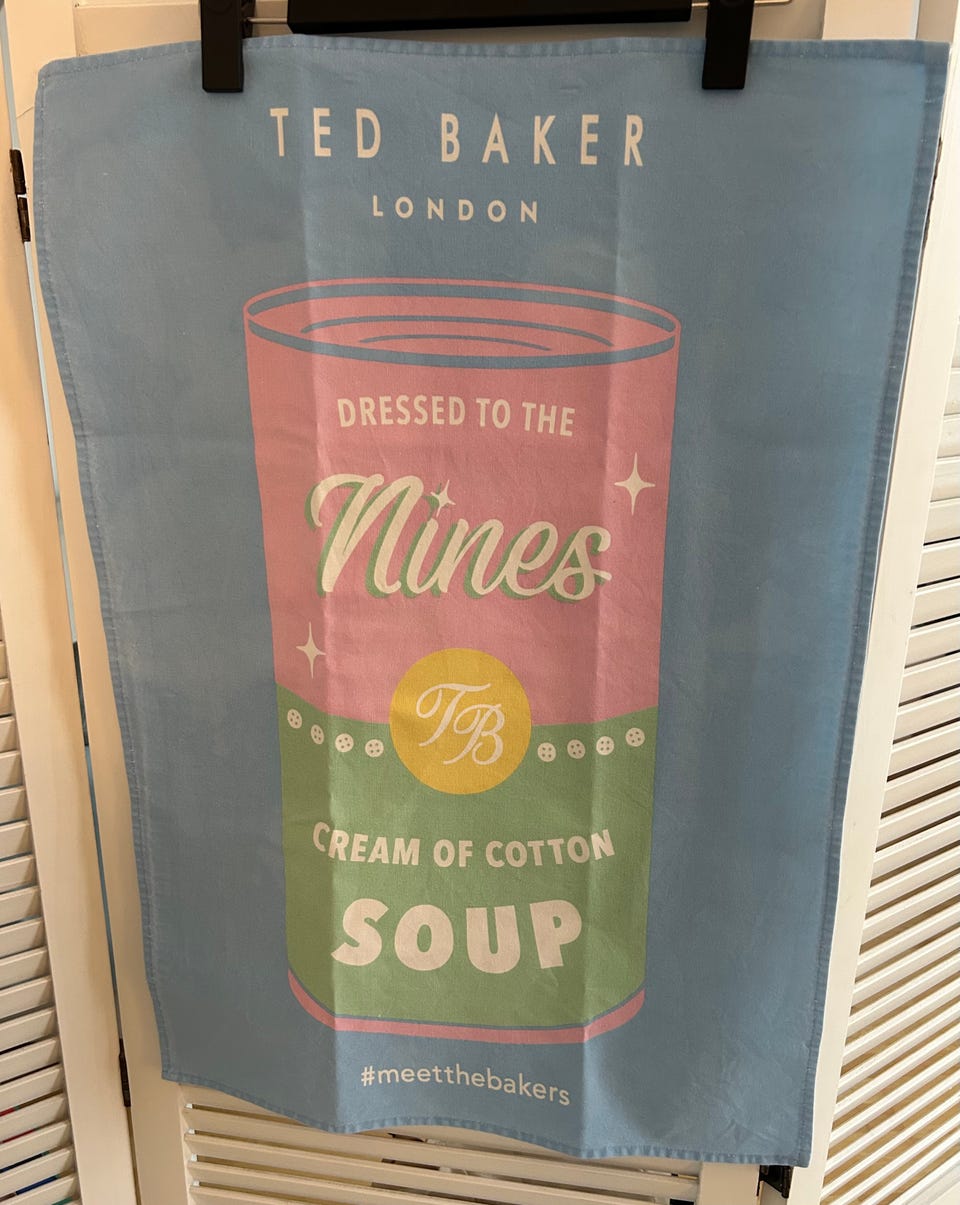 TED BAKER
LONDON
DRESSED TO THE
Nines
TB
CREAM OF COTTON
SOUP
#meetthebakers